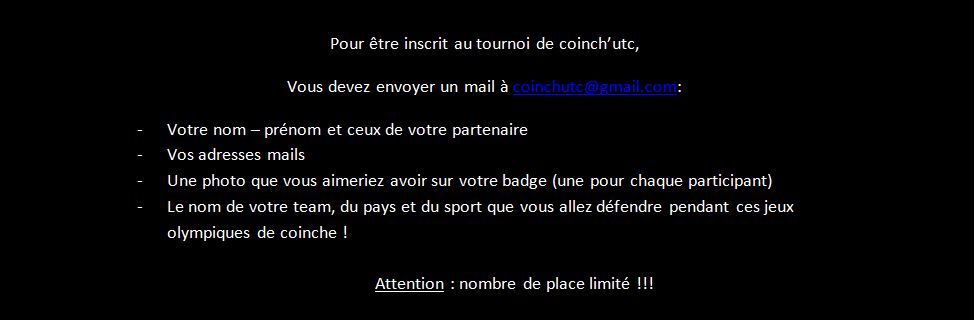 Pour être inscrit au tournoi de coinch’utc,
Vous devez envoyer un mail à coinchutc@gmail.com:
- Votre nom – prénom et ceux de votre partenaire
- Vos adresses mails
- Une photo que vous aimeriez avoir sur votre badge (une pour chaque participant)
- Le nom de votre team, du pays et du sport que vous allez défendre pendant ces jeux
olympiques de coinche !
Attention : nombre de place limité !!!